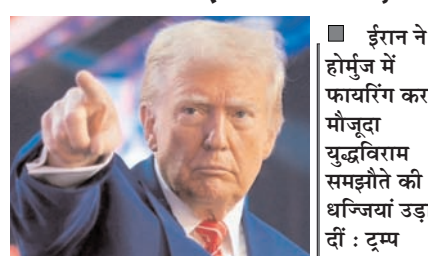 ईरान ने
होर्मुज में
फायरिंग कर
मौजूदा
युद्धविराम
समझौते की
धज्जियां उड़ा
दीं : ट्रम्प